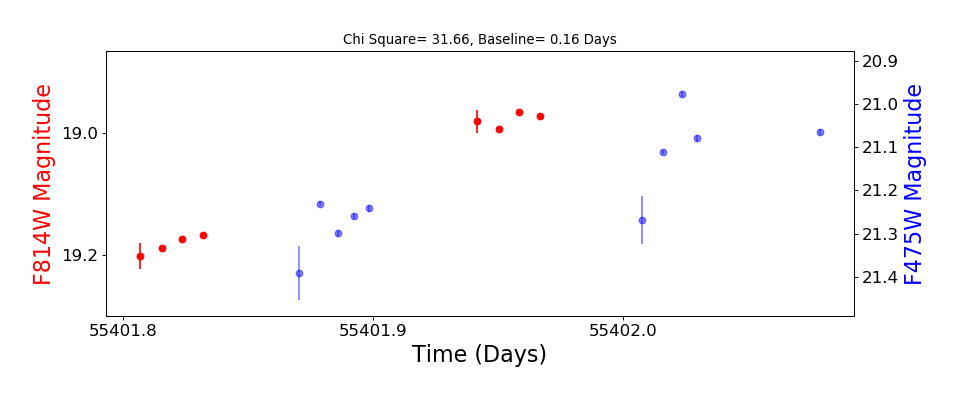 Chi Square= 31.66, Baseline= 0.16 Days
F814W Magnitude
19.0
19.2
20.9
21.0
21.1
21.2
21.3
21.4
F475W Magnitude
55401.8
55401.9
55402.0
Time (Days)